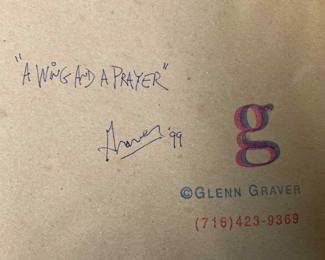 "A WING AND A PRAYER"
Graver '99
g
©GLENN GRAVER
(716)423-9369